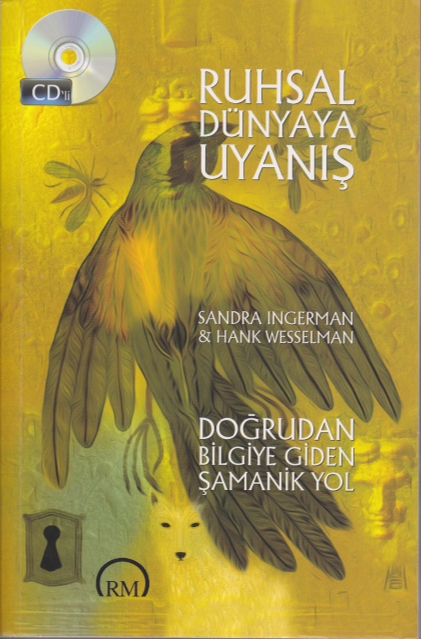 CD'li
RUHSAL
DÜNYAYA
UYANIŞ
SANDRA INGERMAN
& HANK WESSELMAN
DOĞRUDAN
BİLGİYE GİDEN
ŞAMANİK YOL
RM